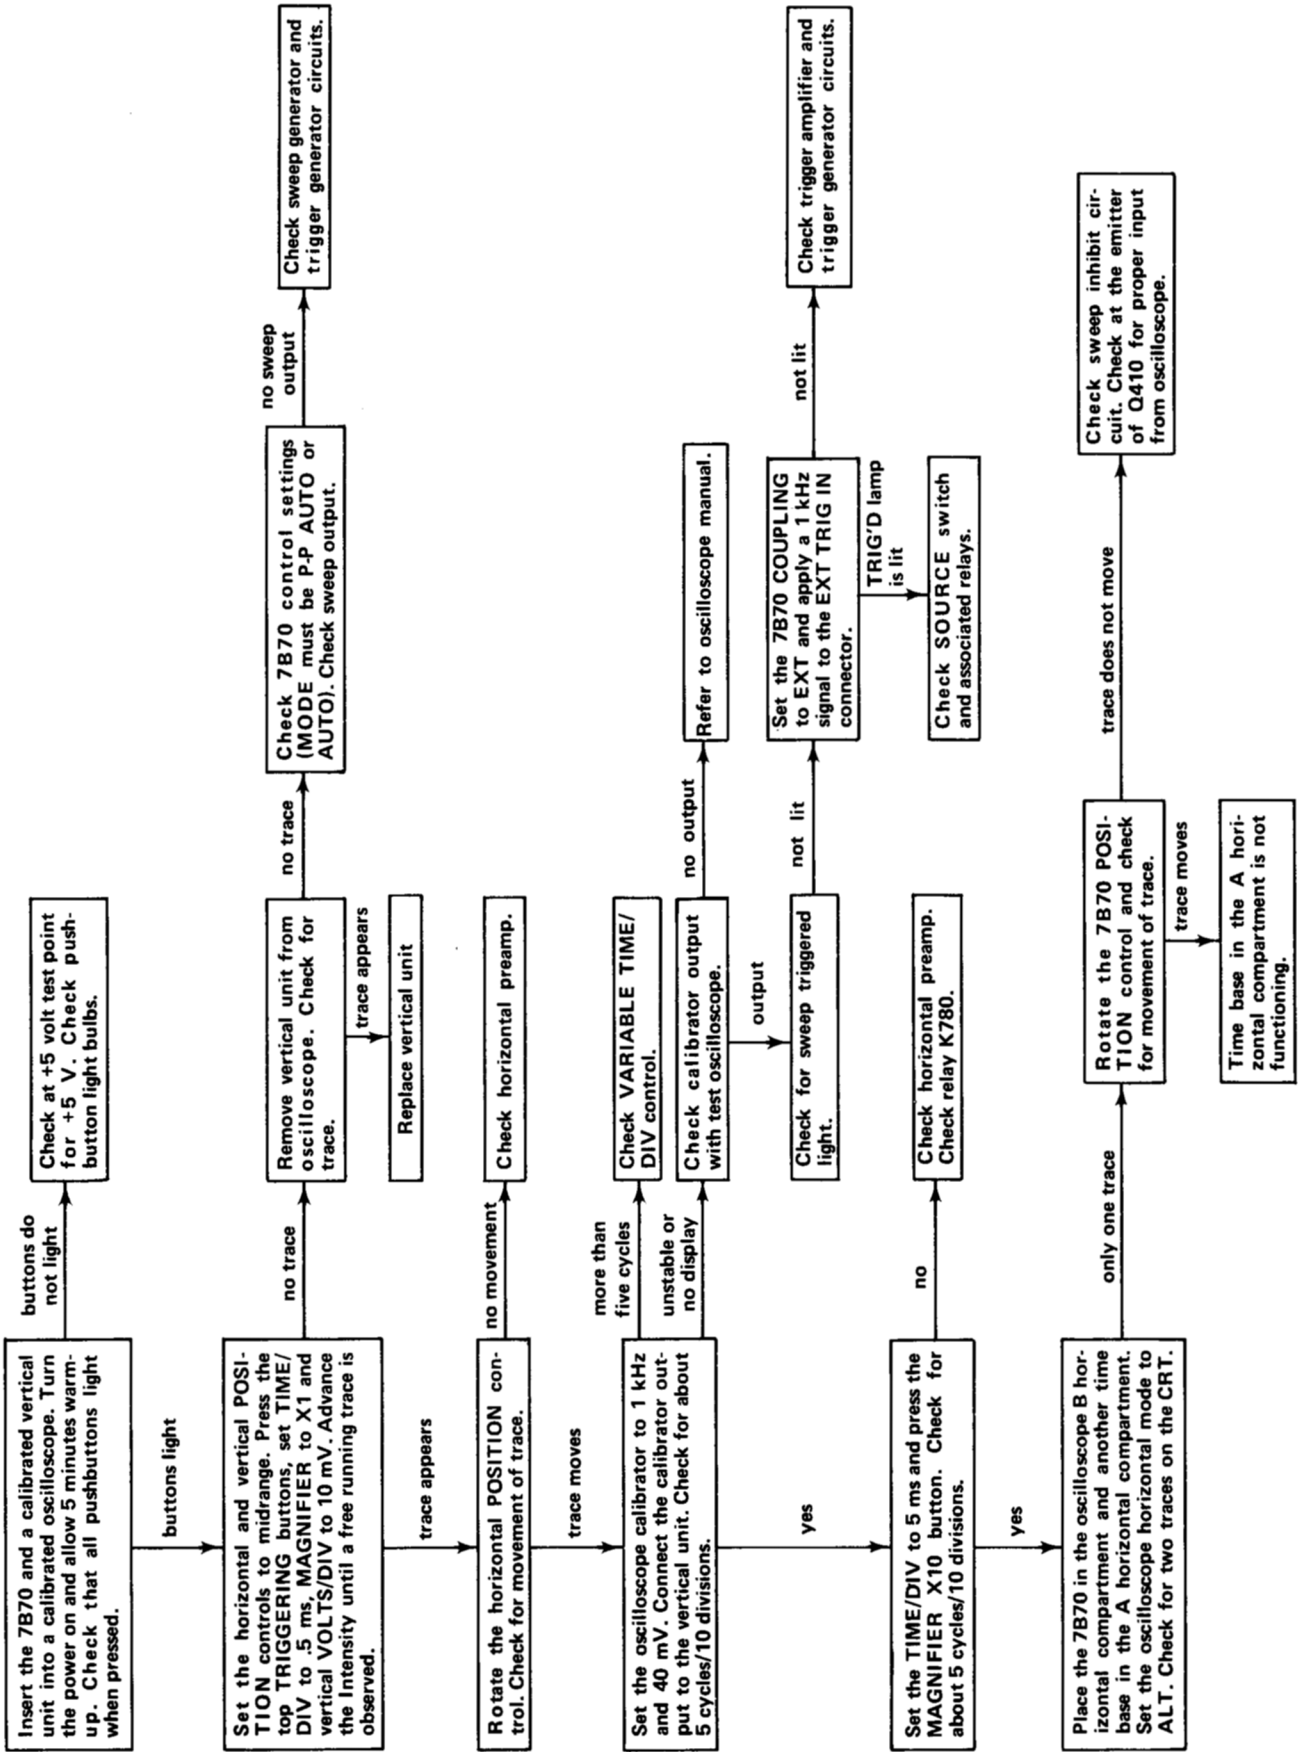 Insert the 7B70 and a calibrated vertical
unit into a calibrated oscilloscope. Turn
the power on and allow 5 minutes warm-
up. Check that all pushbuttons light
when pressed.
buttons do
not light
Check at +5 volt test point
for +5 V. Check push-
button light bulbs.
buttons light
Set the horizontal and vertical POSI-
TION controls to midrange. Press the
top TRIGGERING buttons, set TIME/
DIV to .5 ms, MAGNIFIER to X1 and
vertical VOLTS/DIV to 10 mV. Advance
the Intensity until a free running trace is
observed.
no trace
Remove vertical unit from
oscilloscope. Check for
trace.
no trace
Check 7B70 control settings
(MODE must be P-P AUTO or
AUTO). Check sweep output.
no sweep
output
Check sweep generator and
trigger generator circuits.
trace appears
Replace vertical unit
trace appears
Rotate the horizontal POSITION con-
trol. Check for movement of trace.
no movement
Check horizontal preamp.
trace moves
Set the oscilloscope calibrator to 1 kHz
and 40 mV. Connect the calibrator out-
put to the vertical unit. Check for about
5 cycles/10 divisions.
more than
five cycles
Check VARIABLE TIME/
DIV control.
unstable or
no display
Check calibrator output
with test oscilloscope.
no output
Refer to oscilloscope manual.
output
Check for sweep triggered
light.
not lit
Set the 7B70 COUPLING
to EXT and apply a 1 kHz
signal to the EXT TRIG IN
connector.
not lit
Check trigger amplifier and
trigger generator circuits.
TRIG'D lamp
is lit
Check SOURCE switch
and associated relays.
yes
Set the TIME/DIV to 5 ms and press the
MAGNIFIER X10 button. Check for
about 5 cycles/10 divisions.
no
Check horizontal preamp.
Check relay K780.
yes
Place the 7B70 in the oscilloscope B hor-
izontal compartment and another time
base in the A horizontal compartment.
Set the oscilloscope horizontal mode to
ALT. Check for two traces on the CRT.
only one trace
Rotate the 7B70 POSI-
TION control and check
for movement of trace.
trace does not move
Check sweep inhibit cir-
cuit. Check at the emitter
of Q410 for proper input
from oscilloscope.
trace moves
Time base in the A hori-
zontal compartment is not
functioning.